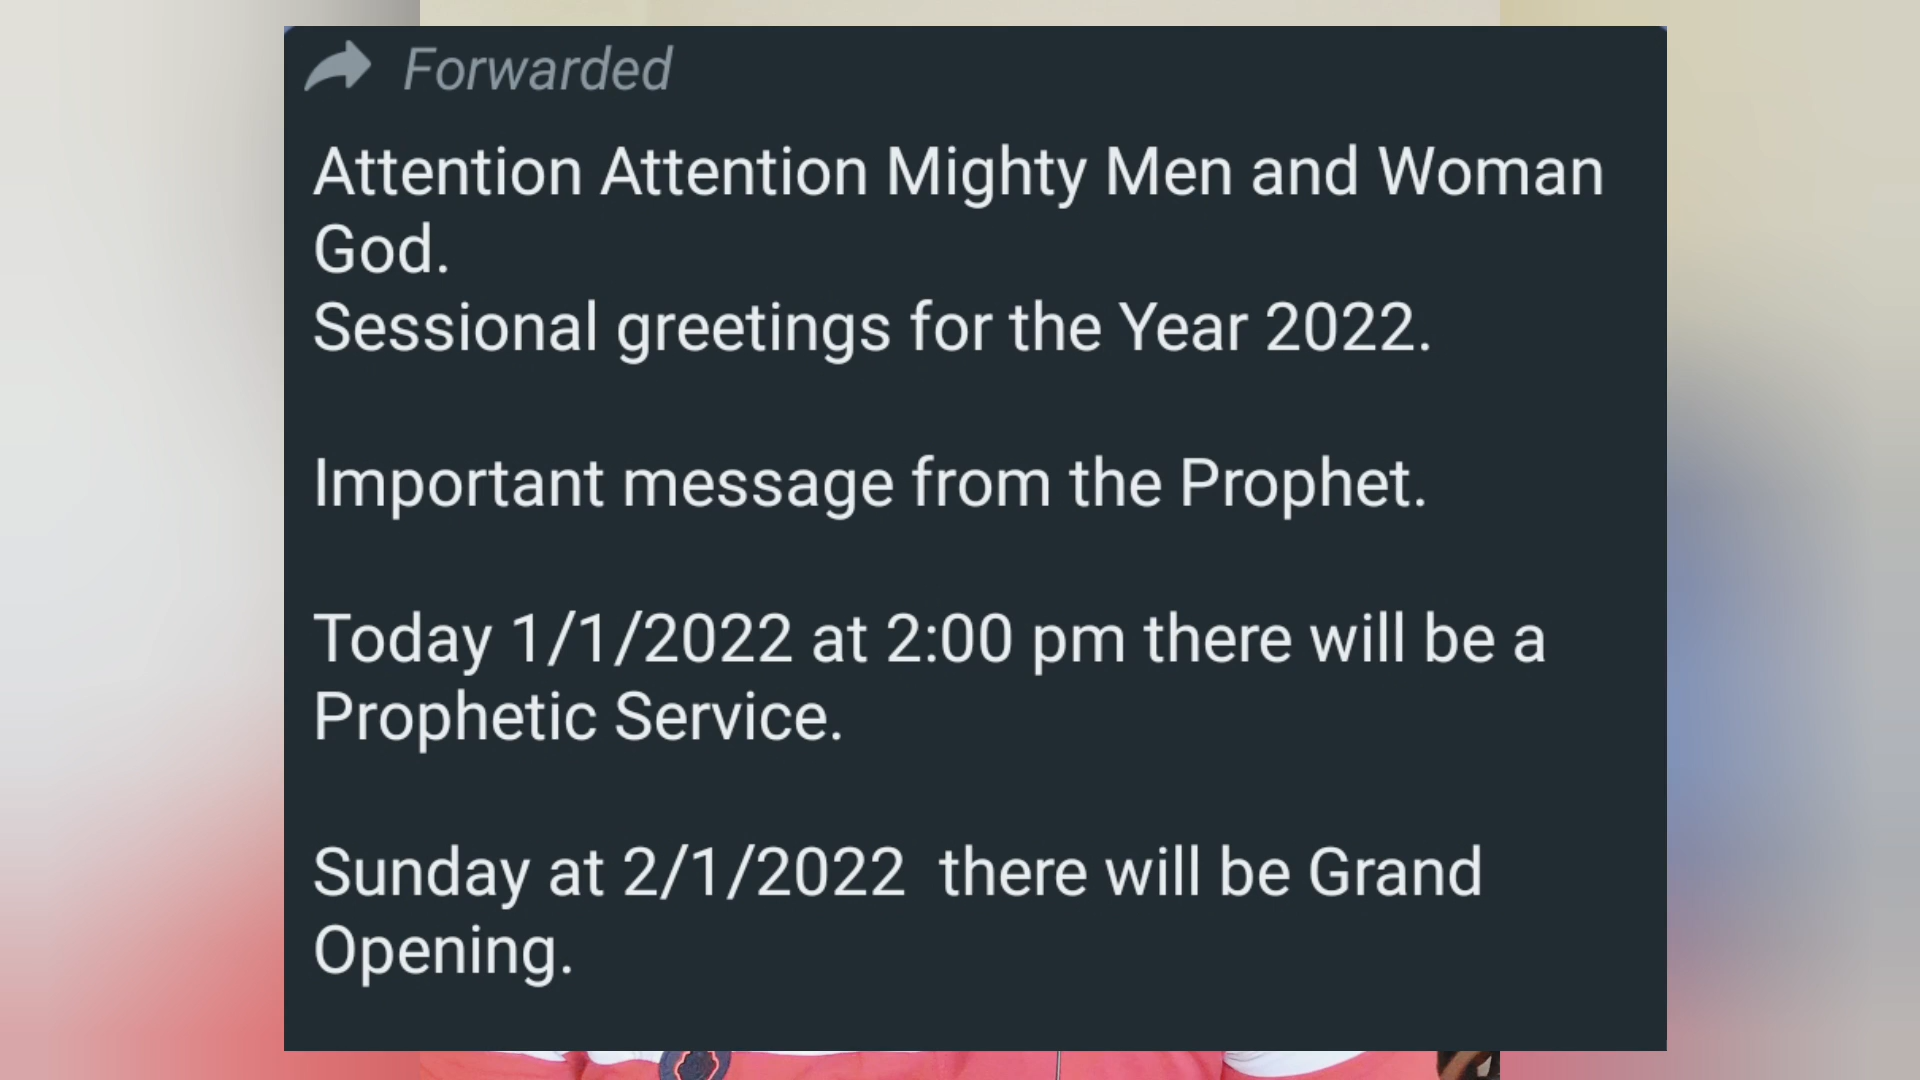 Forwarded
Attention Attention Mighty Men and Woman
God.
Sessional greetings for the Year 2022.
Important message from the Prophet.
Today 1/1/2022 at 2:00 pm there will be a
Prophetic Service.
Sunday at 2/1/2022  there will be Grand
Opening.